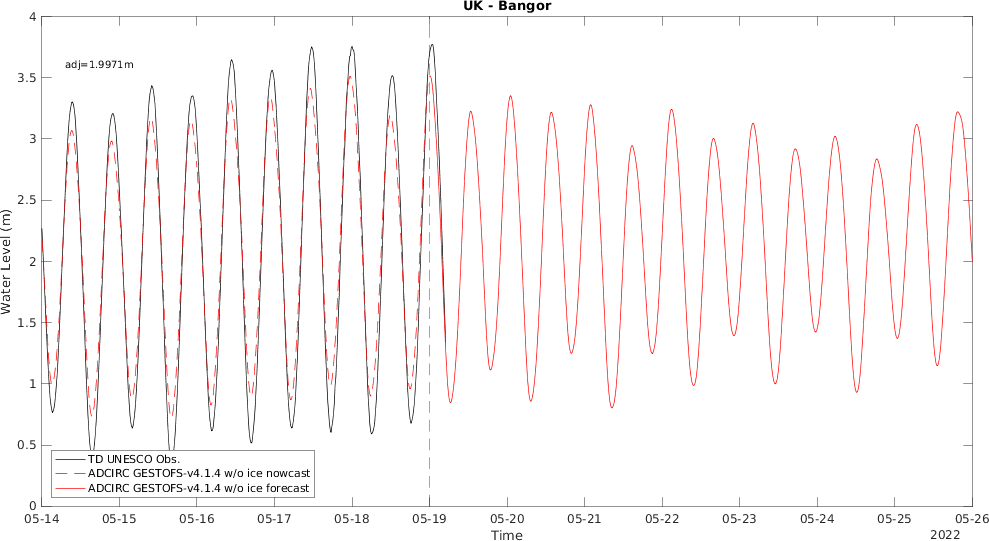 UK - Bangor
adj=1.9971m
4
3.5
3
2.5
2
1.5
1
0.5
0
Water Level (m)
TD UNESCO Obs.
ADCIRC GESTOFS-v4.1.4 w/o ice nowcast
ADCIRC GESTOFS-v4.1.4 w/o ice forecast
05-14 05-15 05-16 05-17 05-18 05-19 05-20 05-21 05-22 05-23 05-24 05-25 05-26
Time
2022